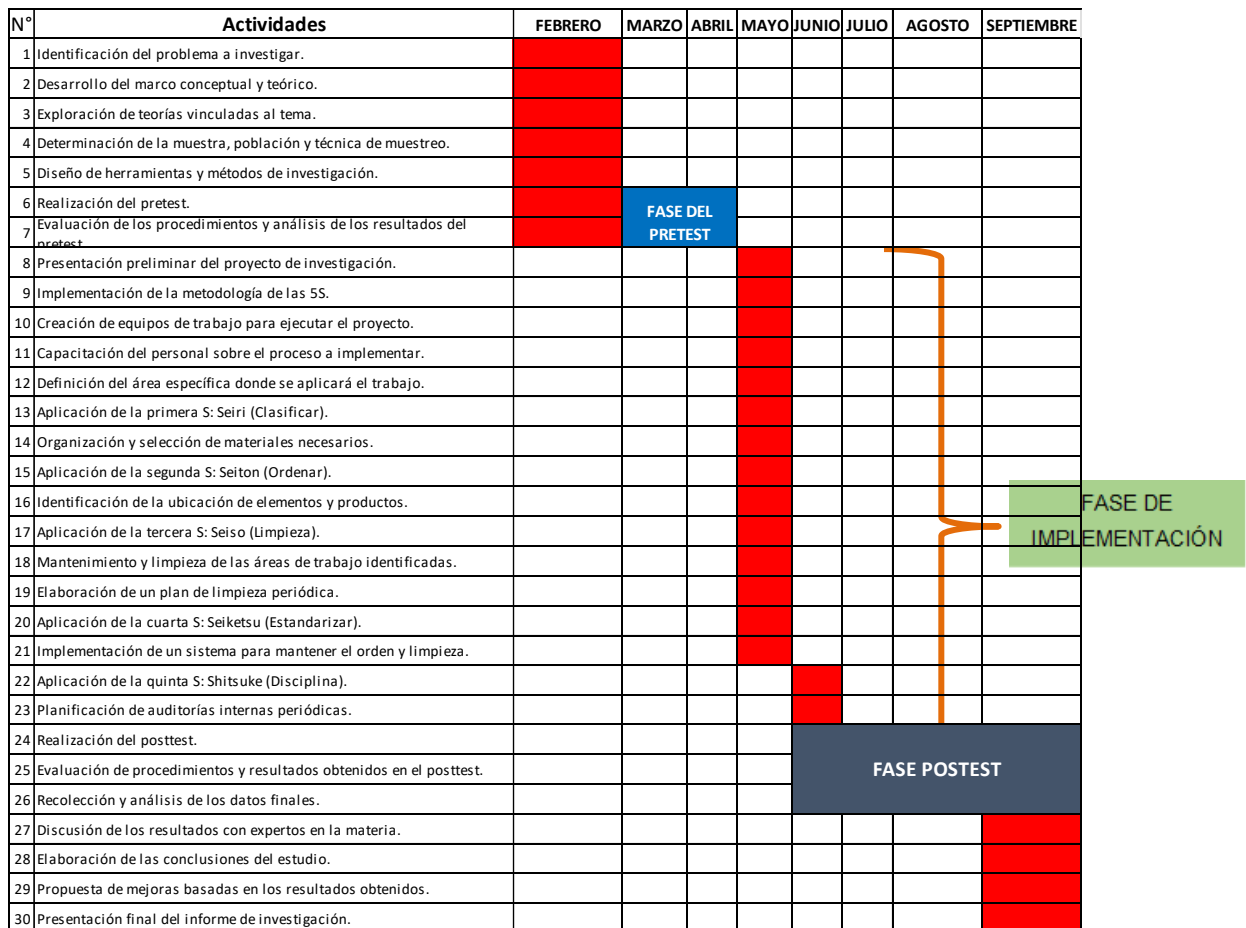 N° Actividades FEBRERO MARZO ABRIL MAYO JUNIO JULIO AGOSTO SEPTIEMBRE
1 Identificación del problema a investigar.
2 Desarrollo del marco conceptual y teórico.
3 Exploración de teorías vinculadas al tema.
4 Determinación de la muestra, población y técnica de muestreo.
5 Diseño de herramientas y métodos de investigación.
6 Realización del pretest.
FASE DEL
PRETEST
7 Evaluación de los procedimientos y análisis de los resultados del
pretest
8 Presentación preliminar del proyecto de investigación.
9 Implementación de la metodología de las 5S.
10 Creación de equipos de trabajo para ejecutar el proyecto.
11 Capacitación del personal sobre el proceso a implementar.
12 Definición del área específica donde se aplicará el trabajo.
13 Aplicación de la primera S: Seiri (Clasificar).
14 Organización y selección de materiales necesarios.
15 Aplicación de la segunda S: Seiton (Ordenar).
16 Identificación de la ubicación de elementos y productos.
FASE DE
IMPLEMENTACIÓN
17 Aplicación de la tercera S: Seiso (Limpieza).
18 Mantenimiento y limpieza de las áreas de trabajo identificadas.
19 Elaboración de un plan de limpieza periódica.
20 Aplicación de la cuarta S: Seiketsu (Estandarizar).
21 Implementación de un sistema para mantener el orden y limpieza.
22 Aplicación de la quinta S: Shitsuke (Disciplina).
23 Planificación de auditorías internas periódicas.
24 Realización del posttest.
25 Evaluación de procedimientos y resultados obtenidos en el posttest.
FASE POSTEST
26 Recolección y análisis de los datos finales.
27 Discusión de los resultados con expertos en la materia.
28 Elaboración de las conclusiones del estudio.
29 Propuesta de mejoras basadas en los resultados obtenidos.
30 Presentación final del informe de investigación.